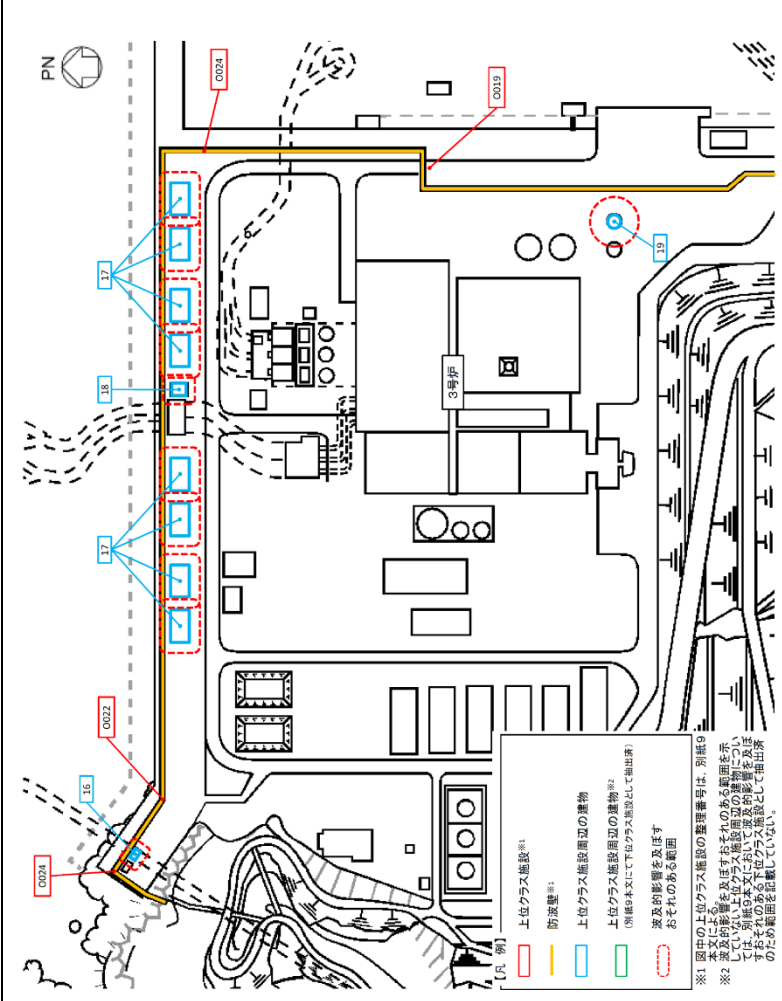 PN
O024
O019
17
18
17
19
3号炉
O022
16
O024
【凡 例】
上位クラス施設※1
防波壁※1
上位クラス施設周辺の建物
上位クラス施設周辺の建物※2
(別紙9本文にて下位クラス施設として抽出済)
波及的影響を及ぼす
おそれのある範囲
※1 図中の上位クラス施設の整理番号は、別紙9
本文による。
※2 波及的影響を及ぼすおそれのある範囲を示
していない上位クラス施設周辺の建物につい
ては、別紙9本文において波及的影響を及ぼ
すおそれのある下位クラス施設として抽出済
のため範囲を記載していない。